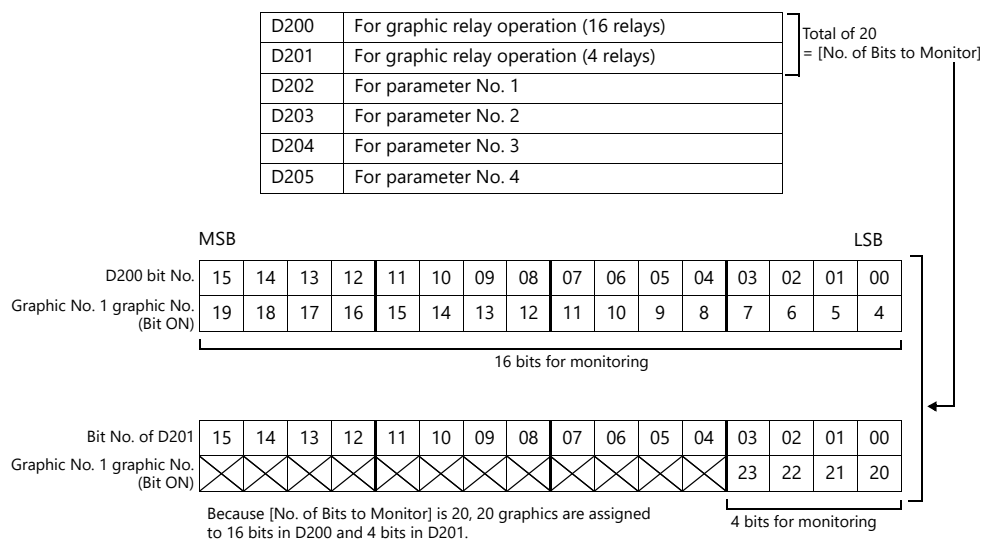 D200 For graphic relay operation (16 relays)
D201 For graphic relay operation (4 relays)
D202 For parameter No. 1
D203 For parameter No. 2
D204 For parameter No. 3
D205 For parameter No. 4
Total of 20
= [No. of Bits to Monitor]
MSB LSB
D200 bit No. 15 14 13 12 11 10 09 08 07 06 05 04 03 02 01 00
Graphic No. 1 graphic No.
(Bit ON) 19 18 17 16 15 14 13 12 11 10 9 8 7 6 5 4
16 bits for monitoring
Bit No. of D201 15 14 13 12 11 10 09 08 07 06 05 04 03 02 01 00
Graphic No. 1 graphic No.
(Bit ON) 23 22 21 20
Because [No. of Bits to Monitor] is 20, 20 graphics are assigned
to 16 bits in D200 and 4 bits in D201.
4 bits for monitoring